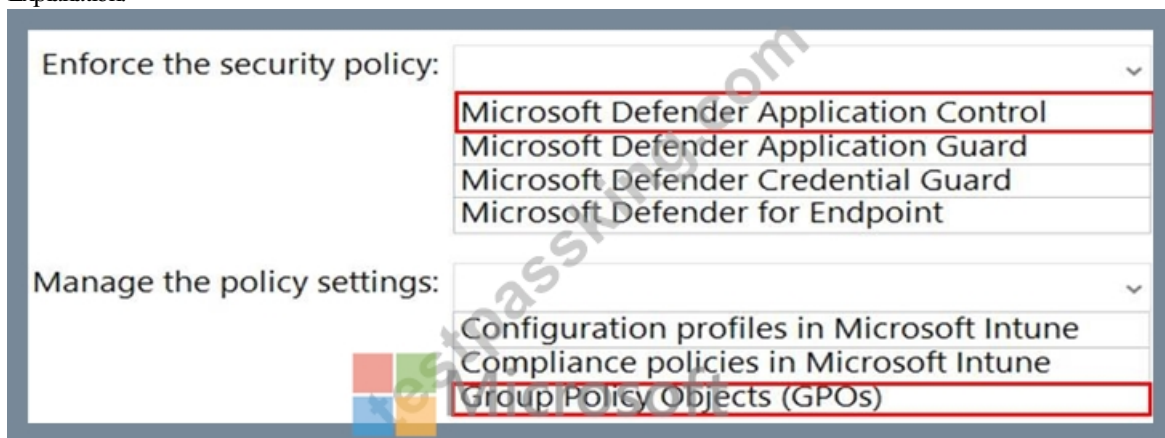 Enforce the security policy:
Microsoft Defender Application Control
Microsoft Defender Application Guard
Microsoft Defender Credential Guard
Microsoft Defender for Endpoint
Manage the policy settings:
Configuration profiles in Microsoft Intune
Compliance policies in Microsoft Intune
Group Policy Objects (GPOs)
Microsoft
testpassking.com